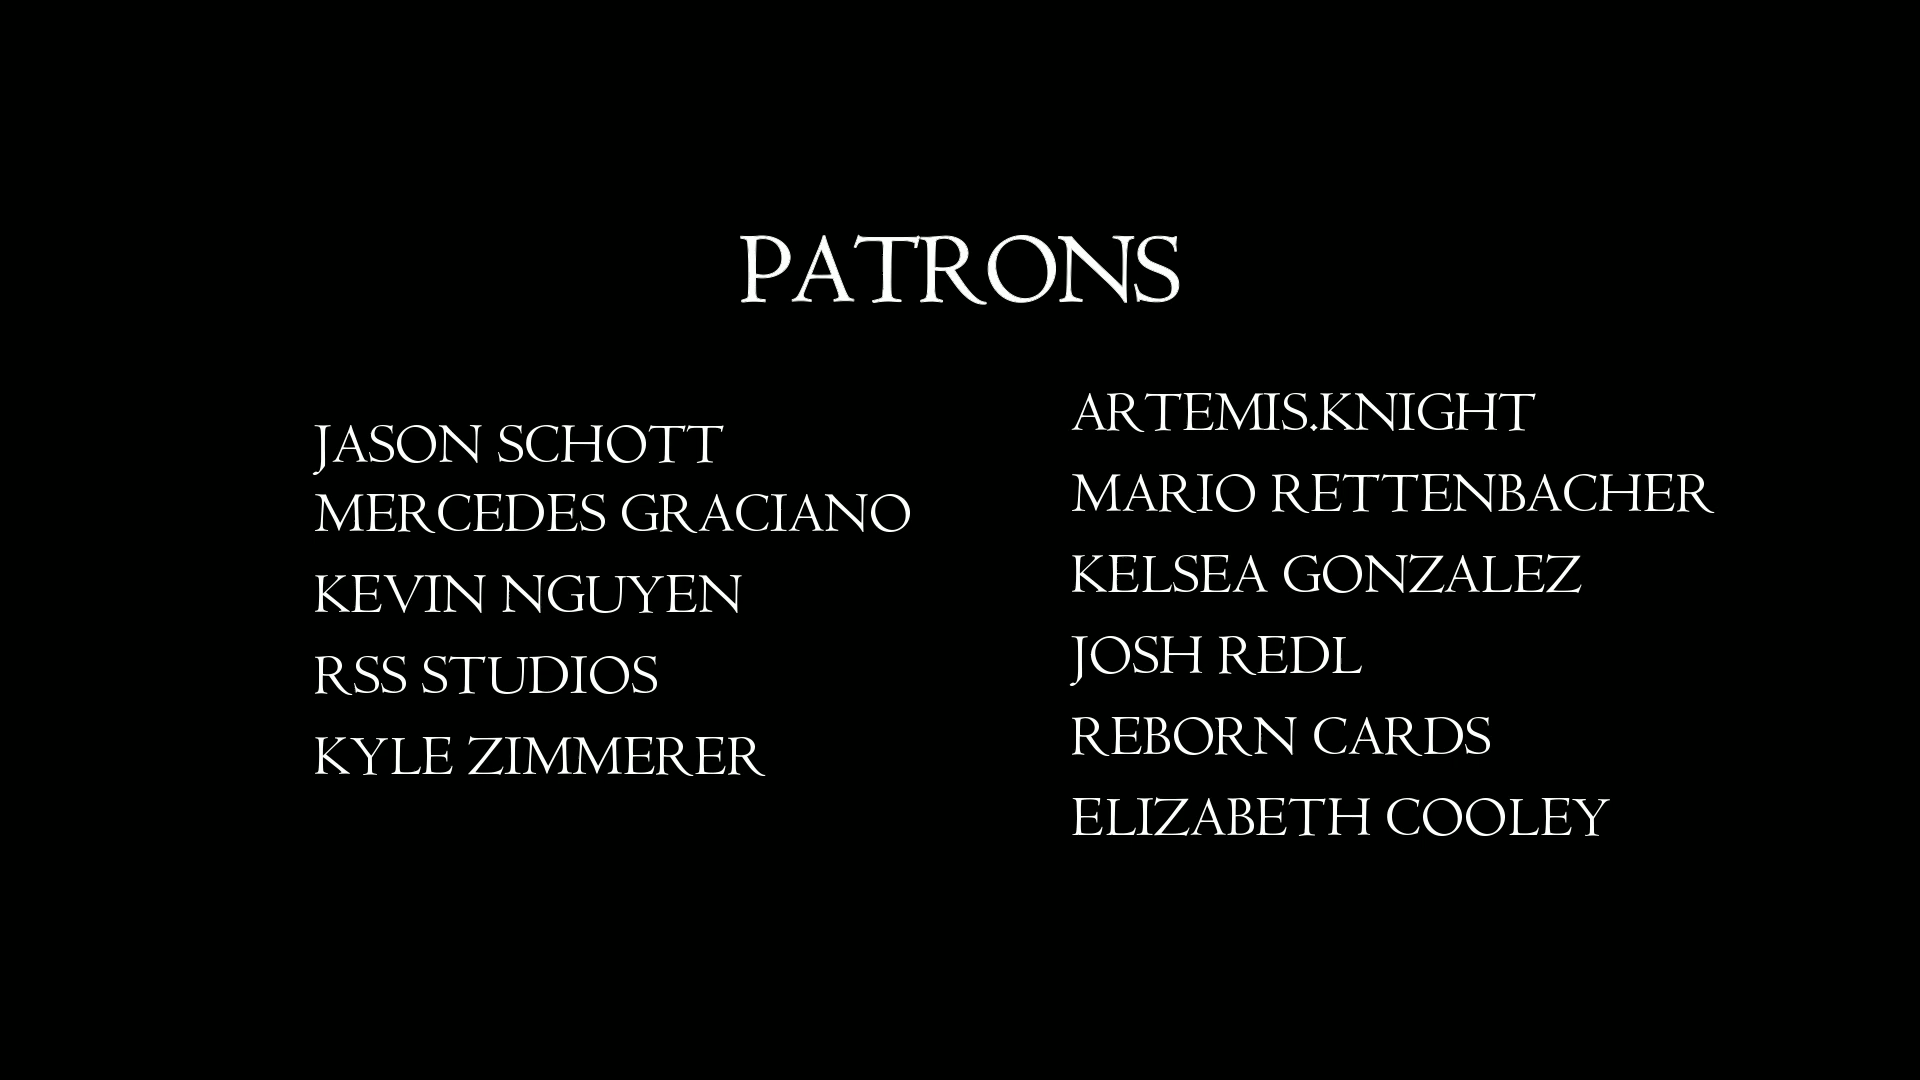 PATRONS
JASON SCHOTT
MERCEDES GRACIANO
KEVIN NGUYEN
RSS STUDIOS
KYLE ZIMMERER
ARTEMIS.KNIGHT
MARIO RETTENBACHER
KELSEA GONZALEZ
JOSH REDL
REBORN CARDS
ELIZABETH COOLEY